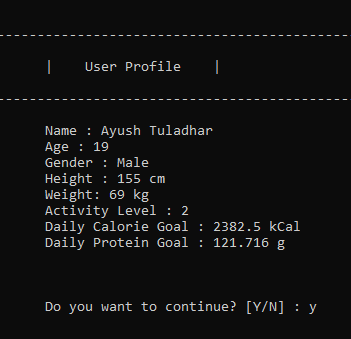 -------------------------------------------
| User Profile |
-------------------------------------------
Name : Ayush Tuladhar
Age : 19
Gender : Male
Height : 155 cm
Weight: 69 kg
Activity Level : 2
Daily Calorie Goal : 2382.5 kCal
Daily Protein Goal : 121.716 g
Do you want to continue? [Y/N] : y